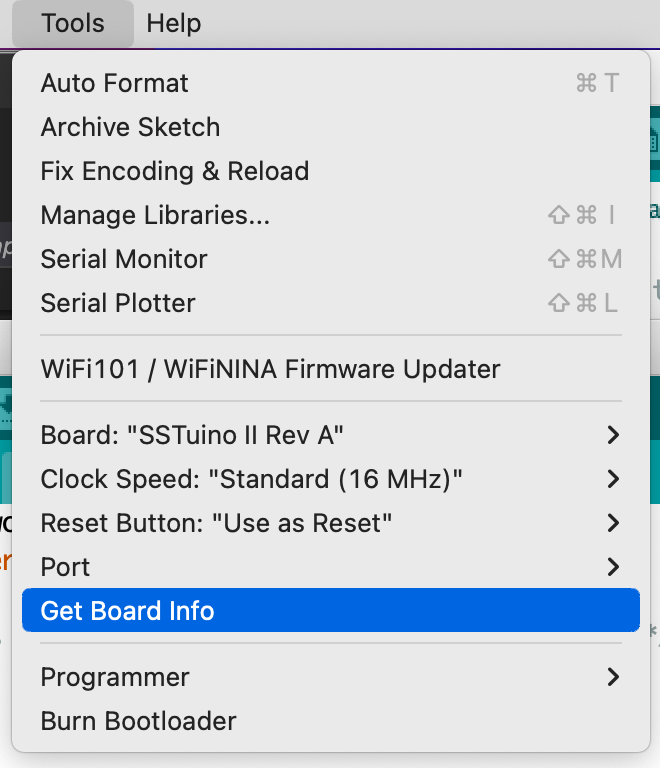 Tools Help
Auto Format ⌘ T
Archive Sketch
Fix Encoding & Reload
Manage Libraries... ⇧ ⌘ I
Serial Monitor ⇧ ⌘ M
Serial Plotter ⇧ ⌘ L
WiFi101 / WiFiNINA Firmware Updater
Board: "SSTuino II Rev A"
Clock Speed: "Standard (16 MHz)"
Reset Button: "Use as Reset"
Port
Get Board Info
Programmer
Burn Bootloader